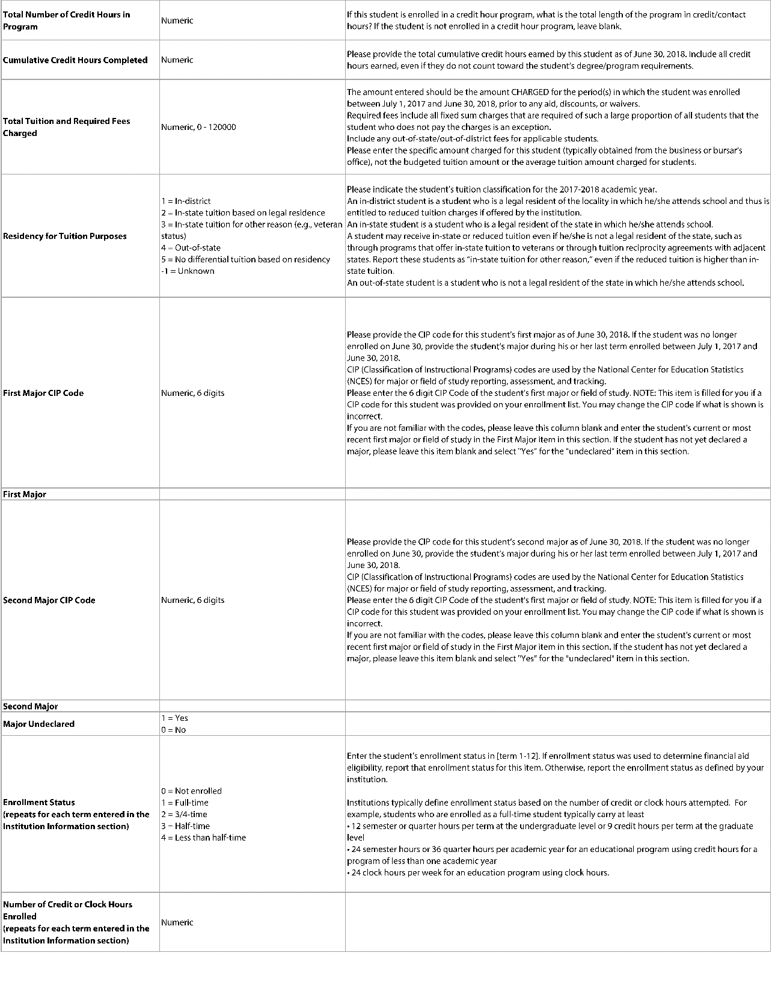 Total Number of Credit Hours in
Program
Numeric
If this student is enrolled in a credit hour program, what is the total length of the program in credit/contact
hours? If the student is not enrolled in a credit hour program, leave blank.
Cumulative Credit Hours Completed
Numeric
Please provide the total cumulative credit hours earned by this student as of June 30, 2018. Include all credit
hours earned, even if they do not count toward the student's degree/program requirements.
Total Tuition and Required Fees
Charged
Numeric, 0 - 120000
The amount entered should be the amount CHARGED for the period(s) in which the student was enrolled
between July 1, 2017 and June 30, 2018, prior to any aid, discounts, or waivers.
Required fees include all fixed sum charges that are required of such a large proportion of all students that the
student who does not pay the charges is an exception.
Include any out-of-state/out-of-district fees for applicable students.
Please enter the specific amount charged for this student (typically obtained from the business or bursar's
office), not the budgeted tuition amount or the average tuition amount charged for students.
Residency for Tuition Purposes
1 = In-district
2 = In-state tuition based on legal residence
3 = In-state tuition for other reason (e.g., veteran
status)
4 = Out-of-state
5 = No differential tuition based on residency
-1 = Unknown
Please indicate the student's tuition classification for the 2017-2018 academic year.
An in-district student is a student who is a legal resident of the locality in which he/she attends school and thus is
entitled to reduced tuition charges if offered by the institution.
An in-state student is a student who is a legal resident of the state in which he/she attends school.
A student may receive in-state or reduced tuition even if he/she is not a legal resident of the state, such as
through programs that offer in-state tuition to veterans or through tuition reciprocity agreements with adjacent
states. Report these students as "in-state tuition for other reason," even if the reduced tuition is higher than in-
state tuition.
An out-of-state student is a student who is not a legal resident of the state in which he/she attends school.
First Major CIP Code
Numeric, 6 digits
Please provide the CIP code for this student's first major as of June 30, 2018. If the student was no longer
enrolled on June 30, provide the student's major during his or her last term enrolled between July 1, 2017 and
June 30, 2018.
CIP (Classification of Instructional Programs) codes are used by the National Center for Education Statistics
(NCES) for major or field of study reporting, assessment, and tracking.
Please enter the 6 digit CIP Code of the student's first major or field of study. NOTE: This item is filled for you if a
CIP code for this student was provided on your enrollment list. You may change the CIP code if what is shown is
incorrect.
If you are not familiar with the codes, please leave this column blank and enter the student's current or most
recent first major or field of study in the First Major item in this section. If the student has not yet declared a
major, please leave this item blank and select "Yes" for the "undeclared" item in this section.
First Major
Second Major CIP Code
Numeric, 6 digits
Please provide the CIP code for this student's second major as of June 30, 2018. If the student was no longer
enrolled on June 30, provide the student's major during his or her last term enrolled between July 1, 2017 and
June 30, 2018.
CIP (Classification of Instructional Programs) codes are used by the National Center for Education Statistics
(NCES) for major or field of study reporting, assessment, and tracking.
Please enter the 6 digit CIP Code of the student's first major or field of study. NOTE: This item is filled for you if a
CIP code for this student was provided on your enrollment list. You may change the CIP code if what is shown is
incorrect.
If you are not familiar with the codes, please leave this column blank and enter the student's current or most
recent first major or field of study in the First Major item in this section. If the student has not yet declared a
major, please leave this item blank and select "Yes" for the "undeclared" item in this section.
Second Major
Major Undeclared
1 = Yes
0 = No
Enrollment Status
(repeats for each term entered in the
Institution Information section)
0 = Not enrolled
1 = Full-time
2 = 3/4-time
3 = Half-time
4 = Less than half-time
Enter the student's enrollment status in [term 1-12]. If enrollment status was used to determine financial aid
eligibility, report that enrollment status for this item. Otherwise, report the enrollment status as defined by your
institution.
Institutions typically define enrollment status based on the number of credit or clock hours attempted. For
example, students who are enrolled as a full-time student typically carry at least
• 12 semester or quarter hours per term at the undergraduate level or 9 credit hours per term at the graduate
level
• 24 semester hours or 36 quarter hours per academic year for an educational program using credit hours for a
program of less than one academic year
• 24 clock hours per week for an education program using clock hours.
Number of Credit or Clock Hours
Enrolled
(repeats for each term entered in the
Institution Information section)
Numeric